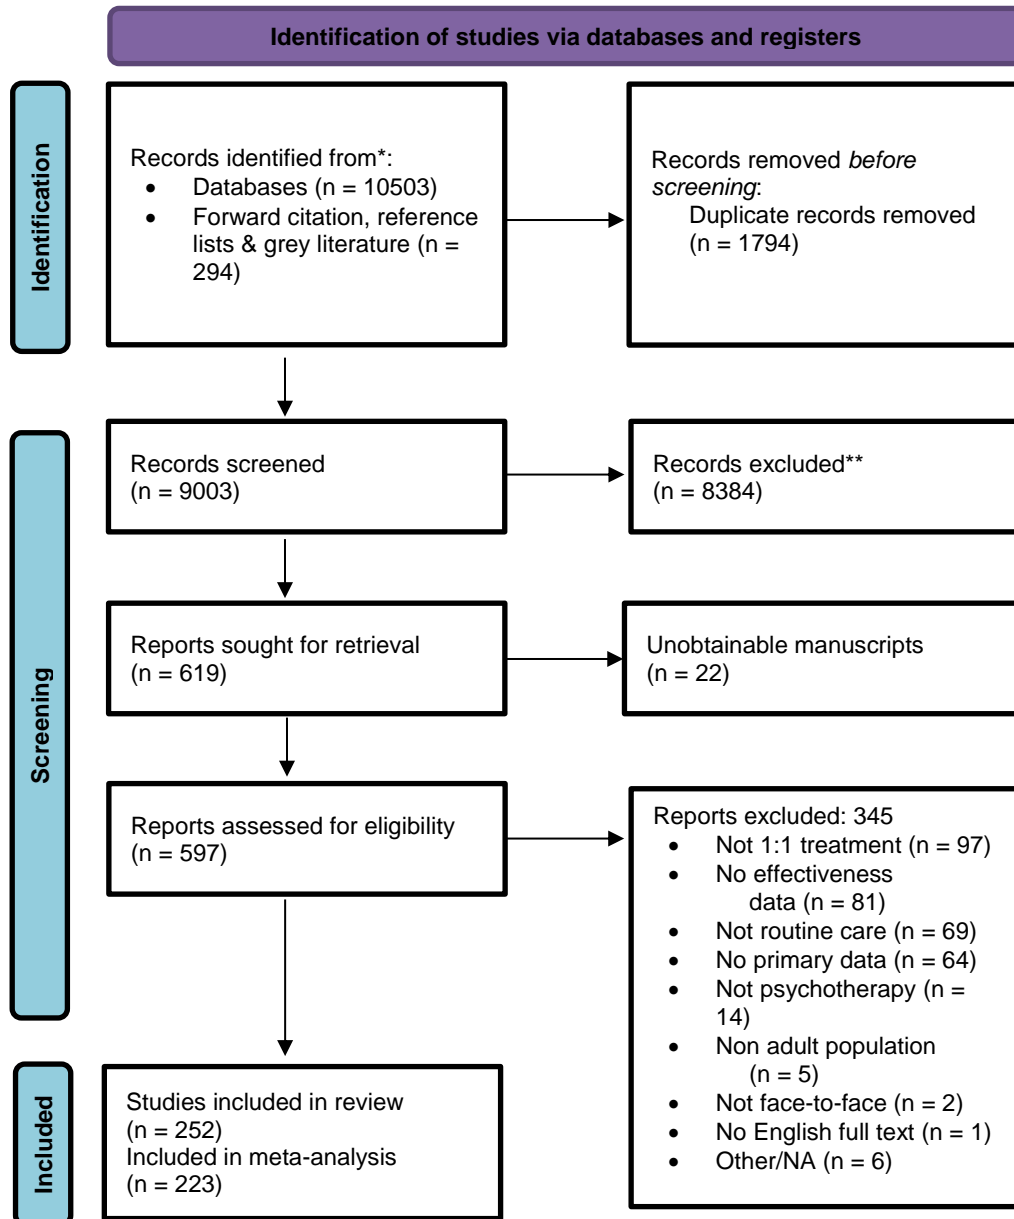 Identification of studies via databases and registers
Identification
Records identified from*:
• Databases (n = 10503)
• Forward citation, reference
lists & grey literature (n =
294)
Records removed before
screening:
Duplicate records removed
(n = 1794)
Screening
Records screened
(n = 9003)
Records excluded**
(n = 8384)
Reports sought for retrieval
(n = 619)
Unobtainable manuscripts
(n = 22)
Reports assessed for eligibility
(n = 597)
Reports excluded: 345
• Not 1:1 treatment (n = 97)
• No effectiveness
data (n = 81)
• Not routine care (n = 69)
• No primary data (n = 64)
• Not psychotherapy (n =
14)
• Non adult population
(n = 5)
• Not face-to-face (n = 2)
• No English full text (n = 1)
• Other/NA (n = 6)
Included
Studies included in review
(n = 252)
Included in meta-analysis
(n = 223)